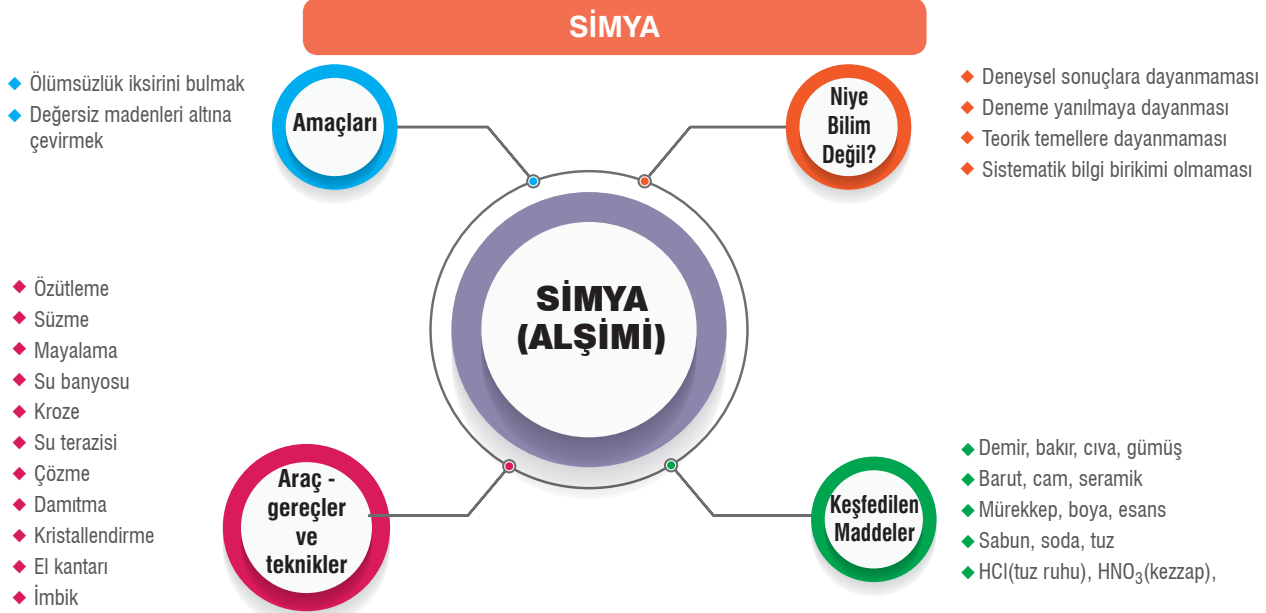 SİMYA
Amaçları
Ölümsüzlük iksirini bulmak
Değersiz madenleri altına
çevirmek
Niye
Bilim
Değil?
Deneysel sonuçlara dayanmaması
Deneme yanılmaya dayanması
Teorik temellere dayanmaması
Sistematik bilgi birikimi olmaması
SİMYA
(ALŞİMİ)
Araç -
gereçler
ve
teknikler
Özütleme
Süzme
Mayalama
Su banyosu
Kroze
Su terazisi
Çözme
Damıtma
Kristallendirme
El kantarı
İmbik
Keşfedilen
Maddeler
Demir, bakır, cıva, gümüş
Barut, cam, seramik
Mürekkep, boya, esans
Sabun, soda, tuz
HCl(tuz ruhu), HNO₃(kezzap),